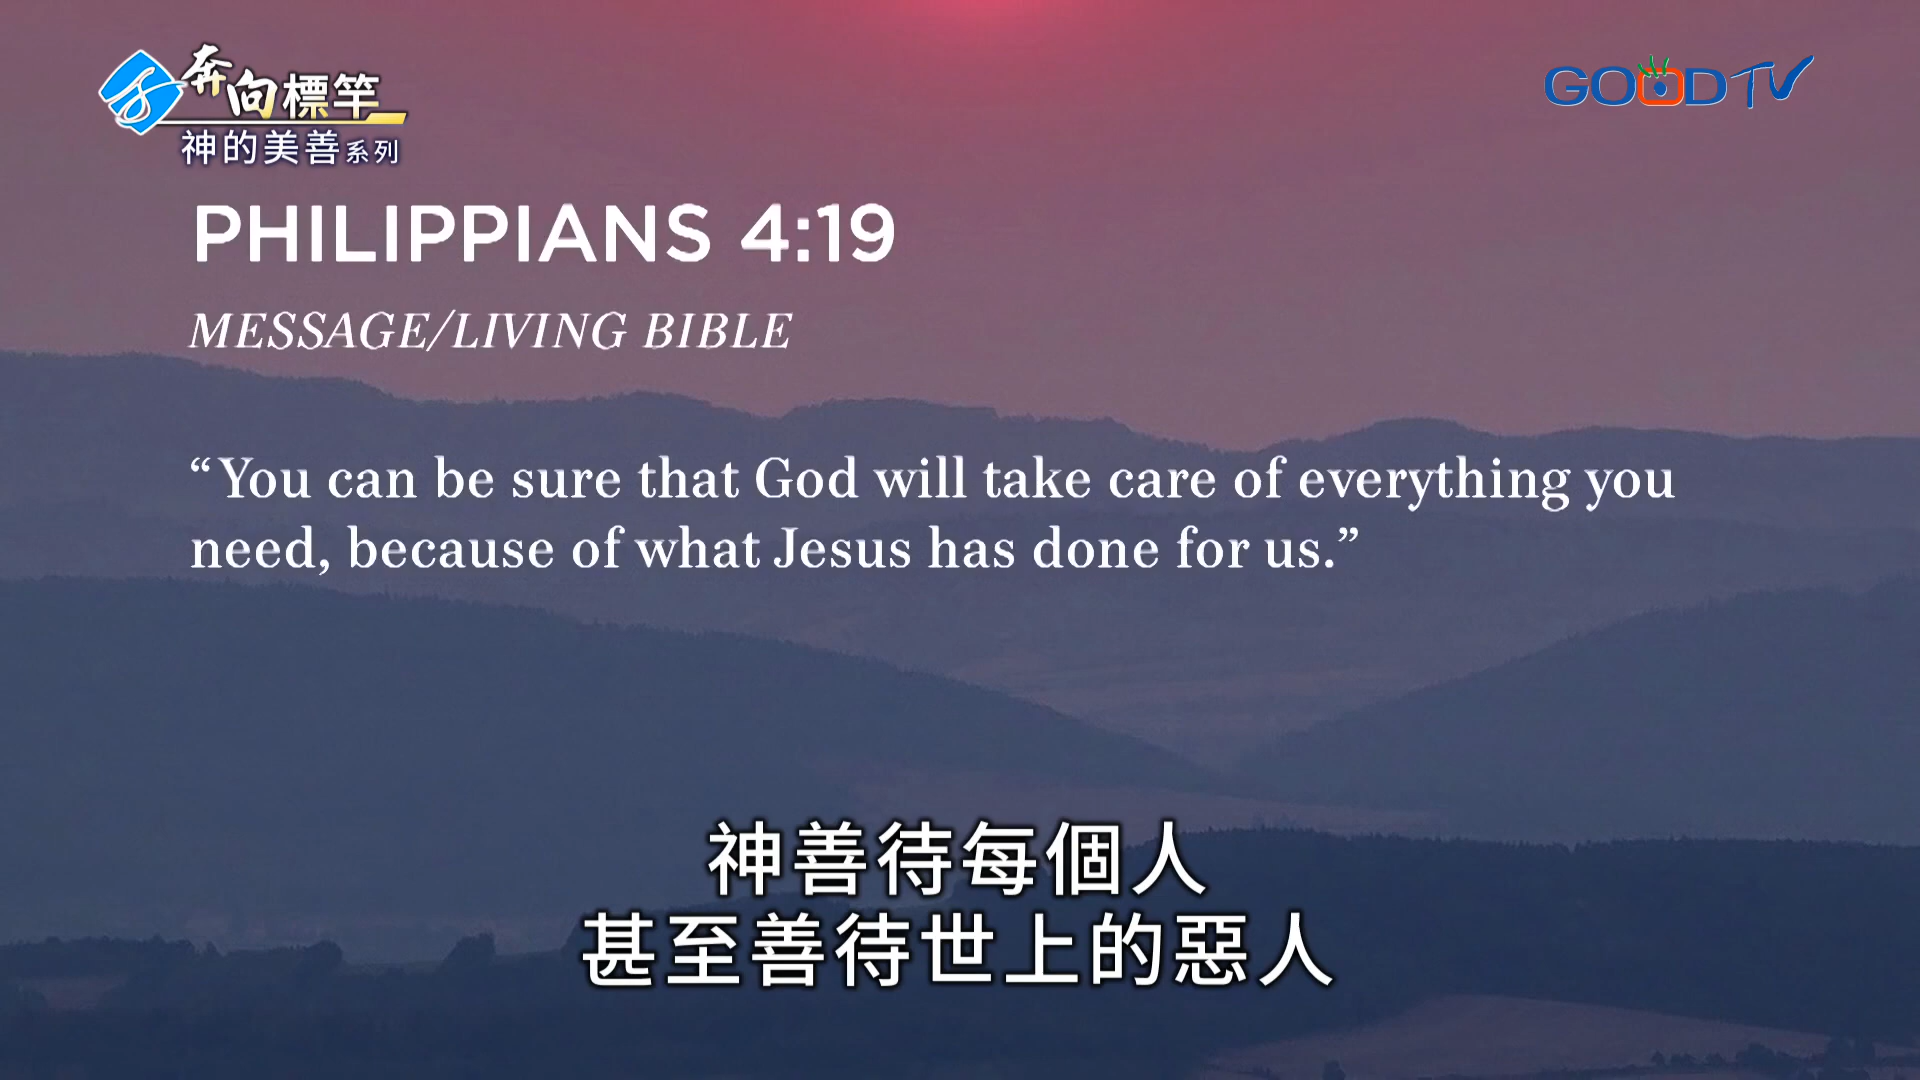 奔向標竿
神的美善系列
GOODTV
PHILIPPIANS 4:19
MESSAGE/LIVING BIBLE
“You can be sure that God will take care of everything you
need, because of what Jesus has done for us.”
神善待每個人
甚至善待世上的惡人